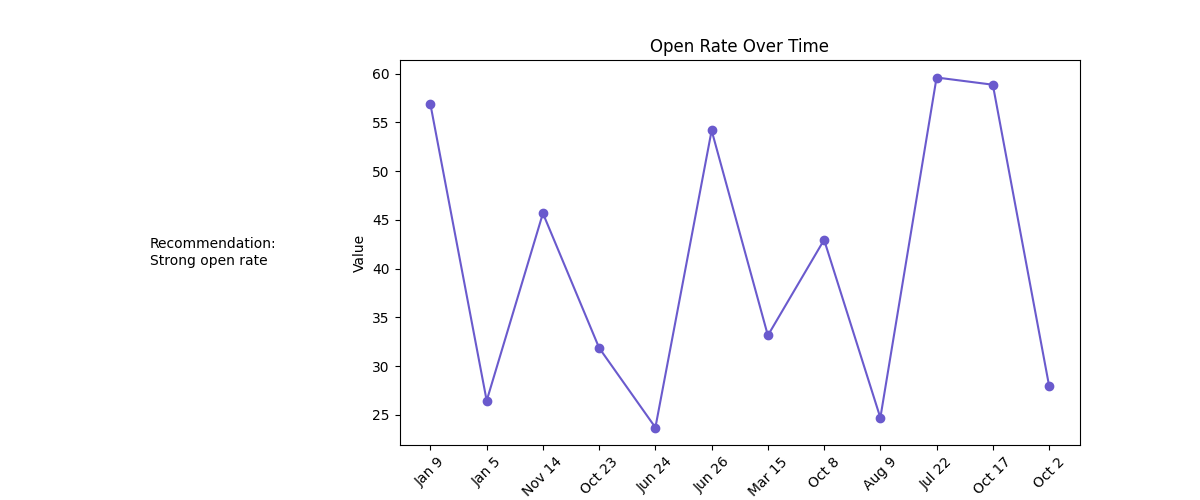 Open Rate Over Time
Recommendation:
Strong open rate
Value
60
55
50
45
40
35
30
25
Jan 9
Jan 5
Nov 14
Oct 23
Jun 24
Jun 26
Mar 15
Oct 8
Aug 9
Jul 22
Oct 17
Oct 2